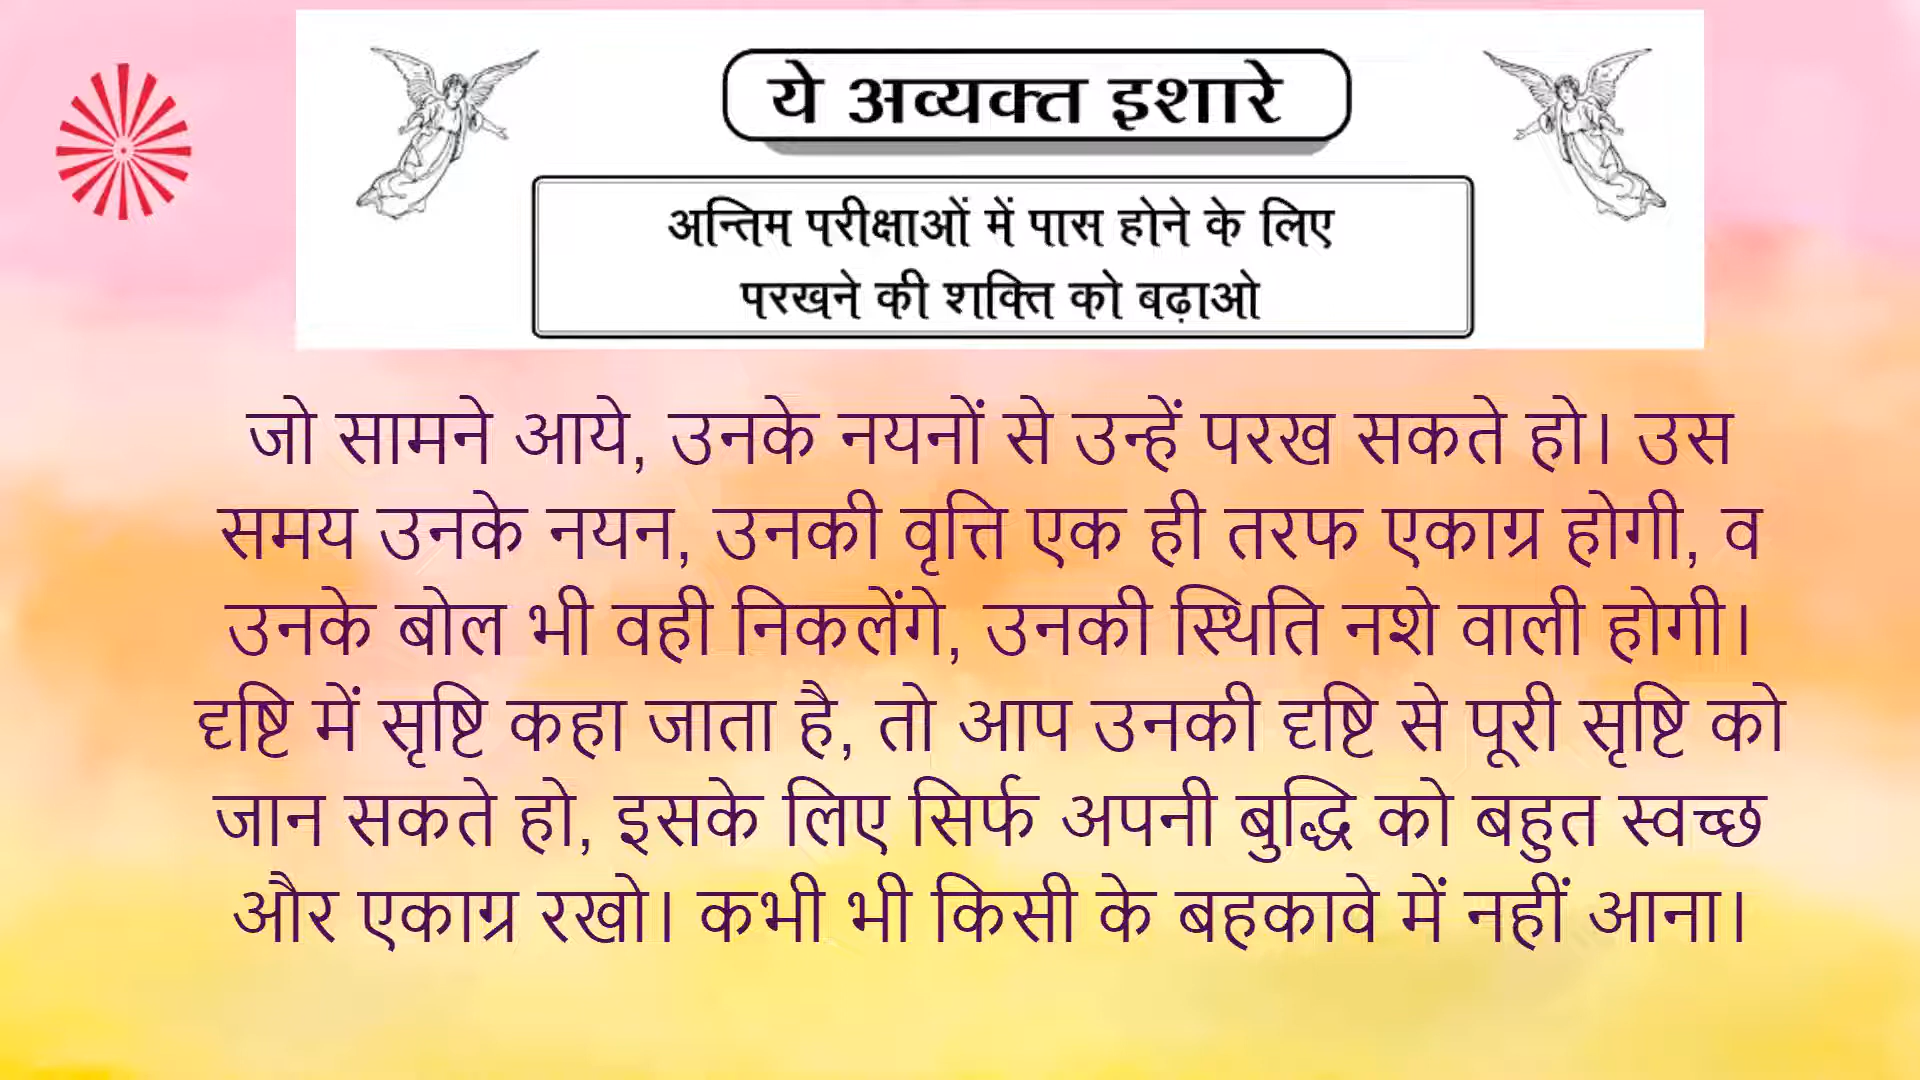 ये अव्यक्त इशारे
अन्तिम परीक्षाओं में पास होने के लिए
परखने की शक्ति को बढ़ाओ
जो सामने आये, उनके नयनों से उन्हें परख सकते हो। उस
समय उनके नयन, उनकी वृत्ति एक ही तरफ एकाग्र होगी, व
उनके बोल भी वही निकलेंगे, उनकी स्थिति नशे वाली होगी।
दृष्टि में सृष्टि कहा जाता है, तो आप उनकी दृष्टि से पूरी सृष्टि को
जान सकते हो, इसके लिए सिर्फ अपनी बुद्धि को बहुत स्वच्छ
और एकाग्र रखो। कभी भी किसी के बहकावे में नहीं आना।